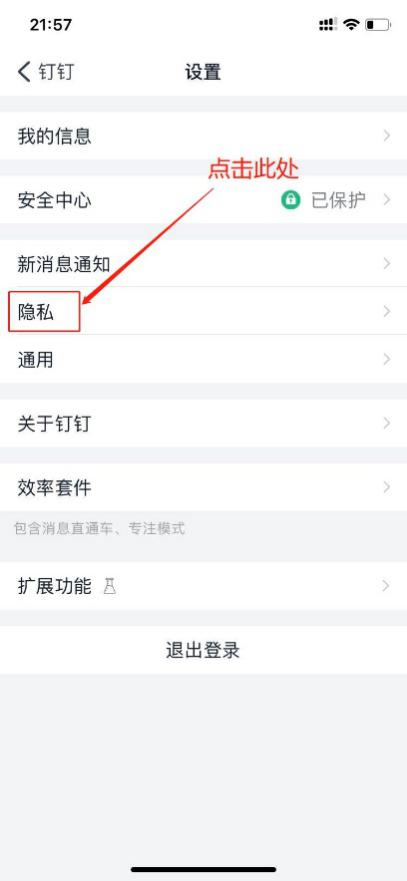 21:57
钉钉
设置
我的信息
点击此处
安全中心 已保护
新消息通知
隐私
通用
关于钉钉
效率套件
包含消息直通车、专注模式
扩展功能
退出登录